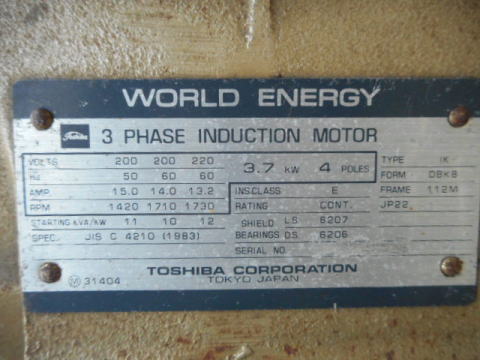 WORLD ENERGY
Toshiba 3 PHASE INDUCTION MOTOR
VOLTS 200 200 220 3.7 KW 4 POLES TYPE IK
Hz 50 60 60 FORM DBKB
AMP. 15.0 14.0 13.2 INS.CLASS E FRAME 112M
RPM 1420 1710 1730 RATING CONT. JP22
STARTING KVA/KW 11 10 12 SHIELD LS 6207
SPEC. JIS C 4210 (1983) BEARINGS O.S. 6206
SERIAL NO.
TOSHIBA CORPORATION
M 31404 TOKYO JAPAN